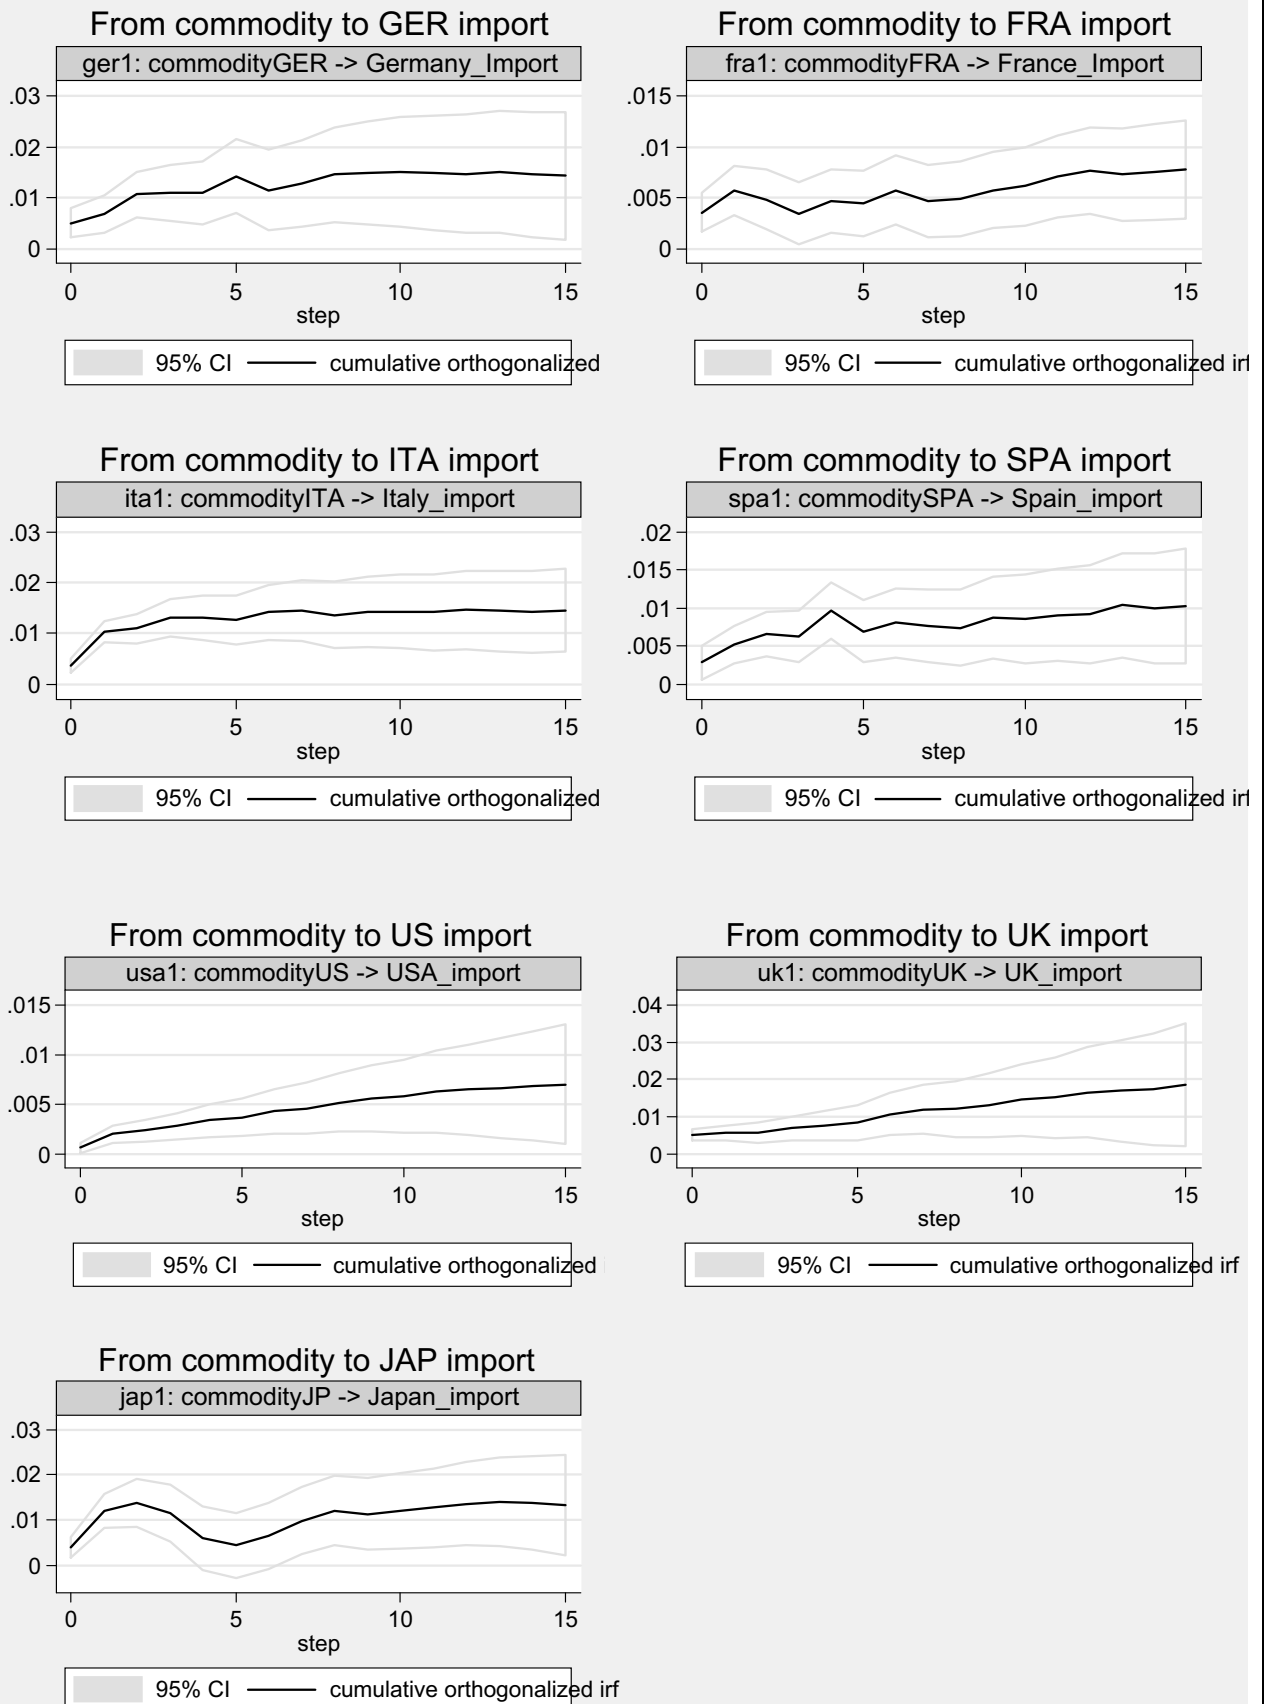 From commodity to GER import
ger1: commodityGER -> Germany_Import
.03
.02
.01
0
0 5 10 15
step
95% CI cumulative orthogonalized
From commodity to FRA import
fra1: commodityFRA -> France_Import
.015
.01
.005
0
0 5 10 15
step
95% CI cumulative orthogonalized irf
From commodity to ITA import
ita1: commodityITA -> Italy_import
.03
.02
.01
0
0 5 10 15
step
95% CI cumulative orthogonalized
From commodity to SPA import
spa1: commoditySPA -> Spain_import
.02
.015
.01
.005
0
0 5 10 15
step
95% CI cumulative orthogonalized irf
From commodity to US import
usa1: commodityUS -> USA_import
.015
.01
.005
0
0 5 10 15
step
95% CI cumulative orthogonalized
From commodity to UK import
uk1: commodityUK -> UK_import
.04
.03
.02
.01
0
0 5 10 15
step
95% CI cumulative orthogonalized irf
From commodity to JAP import
jap1: commodityJP -> Japan_import
.03
.02
.01
0
0 5 10 15
step
95% CI cumulative orthogonalized irf